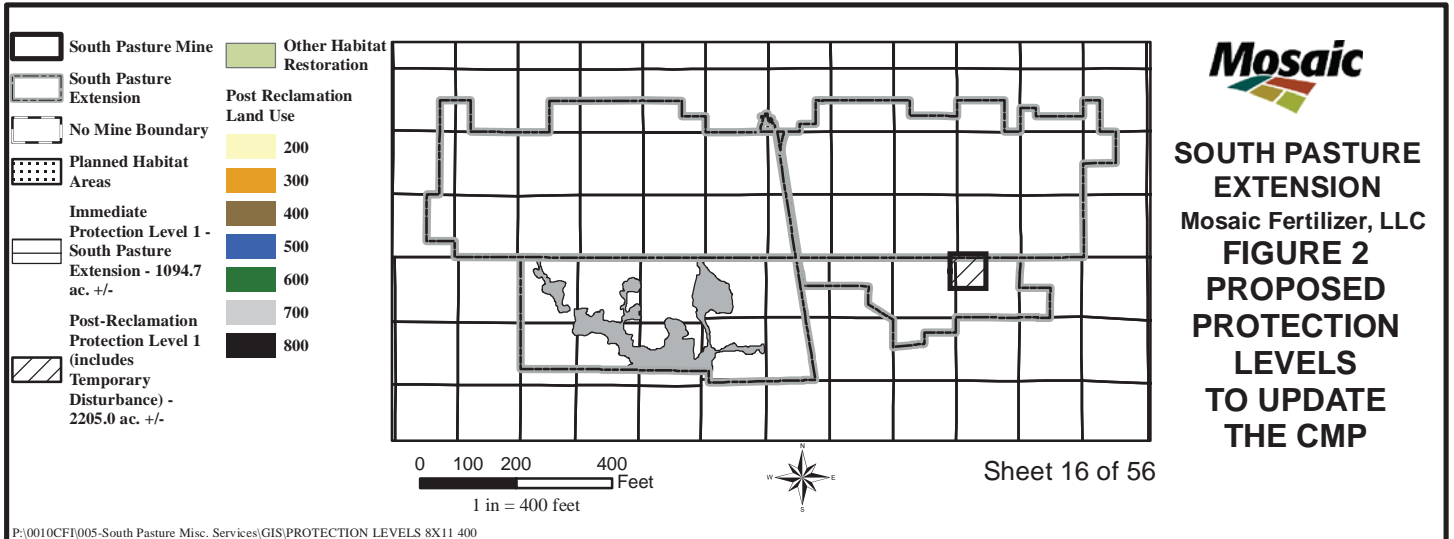 South Pasture Mine
South Pasture
Extension
No Mine Boundary
Planned Habitat
Areas
Immediate
Protection Level 1 -
South Pasture
Extension - 1094.7
ac. +/-
Post-Reclamation
Protection Level 1
(includes
Temporary
Disturbance) -
2205.0 ac. +/-
Other Habitat
Restoration
Post Reclamation
Land Use
200
300
400
500
600
700
800
0 100 200 400
Feet
1 in = 400 feet
N
W E
S
Sheet 16 of 56
Mosaic
SOUTH PASTURE
EXTENSION
Mosaic Fertilizer, LLC
FIGURE 2
PROPOSED
PROTECTION
LEVELS
TO UPDATE
THE CMP
P:\0010CFI\005-South Pasture Misc. Services\GIS\PROTECTION LEVELS 8X11 400